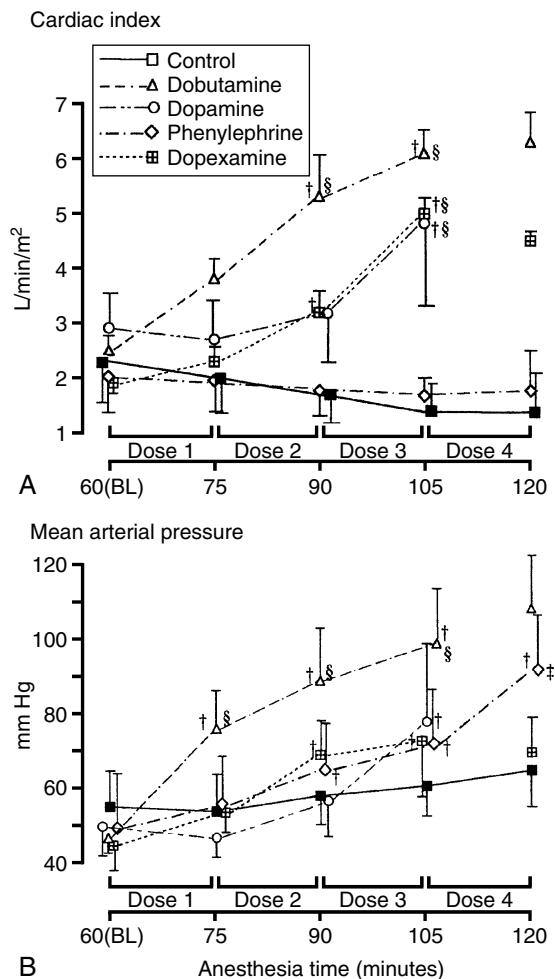 Cardiac index
Control
Dobutamine
Dopamine
Phenylephrine
Dopexamine
7
6
5
4
3
2
1
L/min/m²
† §
† §
†
†§
†§
Dose 1 Dose 2 Dose 3 Dose 4
A
60(BL) 75 90 105 120
Mean arterial pressure
120
100
80
60
40
mm Hg
† §
† §
†
§
†
†
†
†
† ‡
Dose 1 Dose 2 Dose 3 Dose 4
60(BL) 75 90 105 120
B
Anesthesia time (minutes)